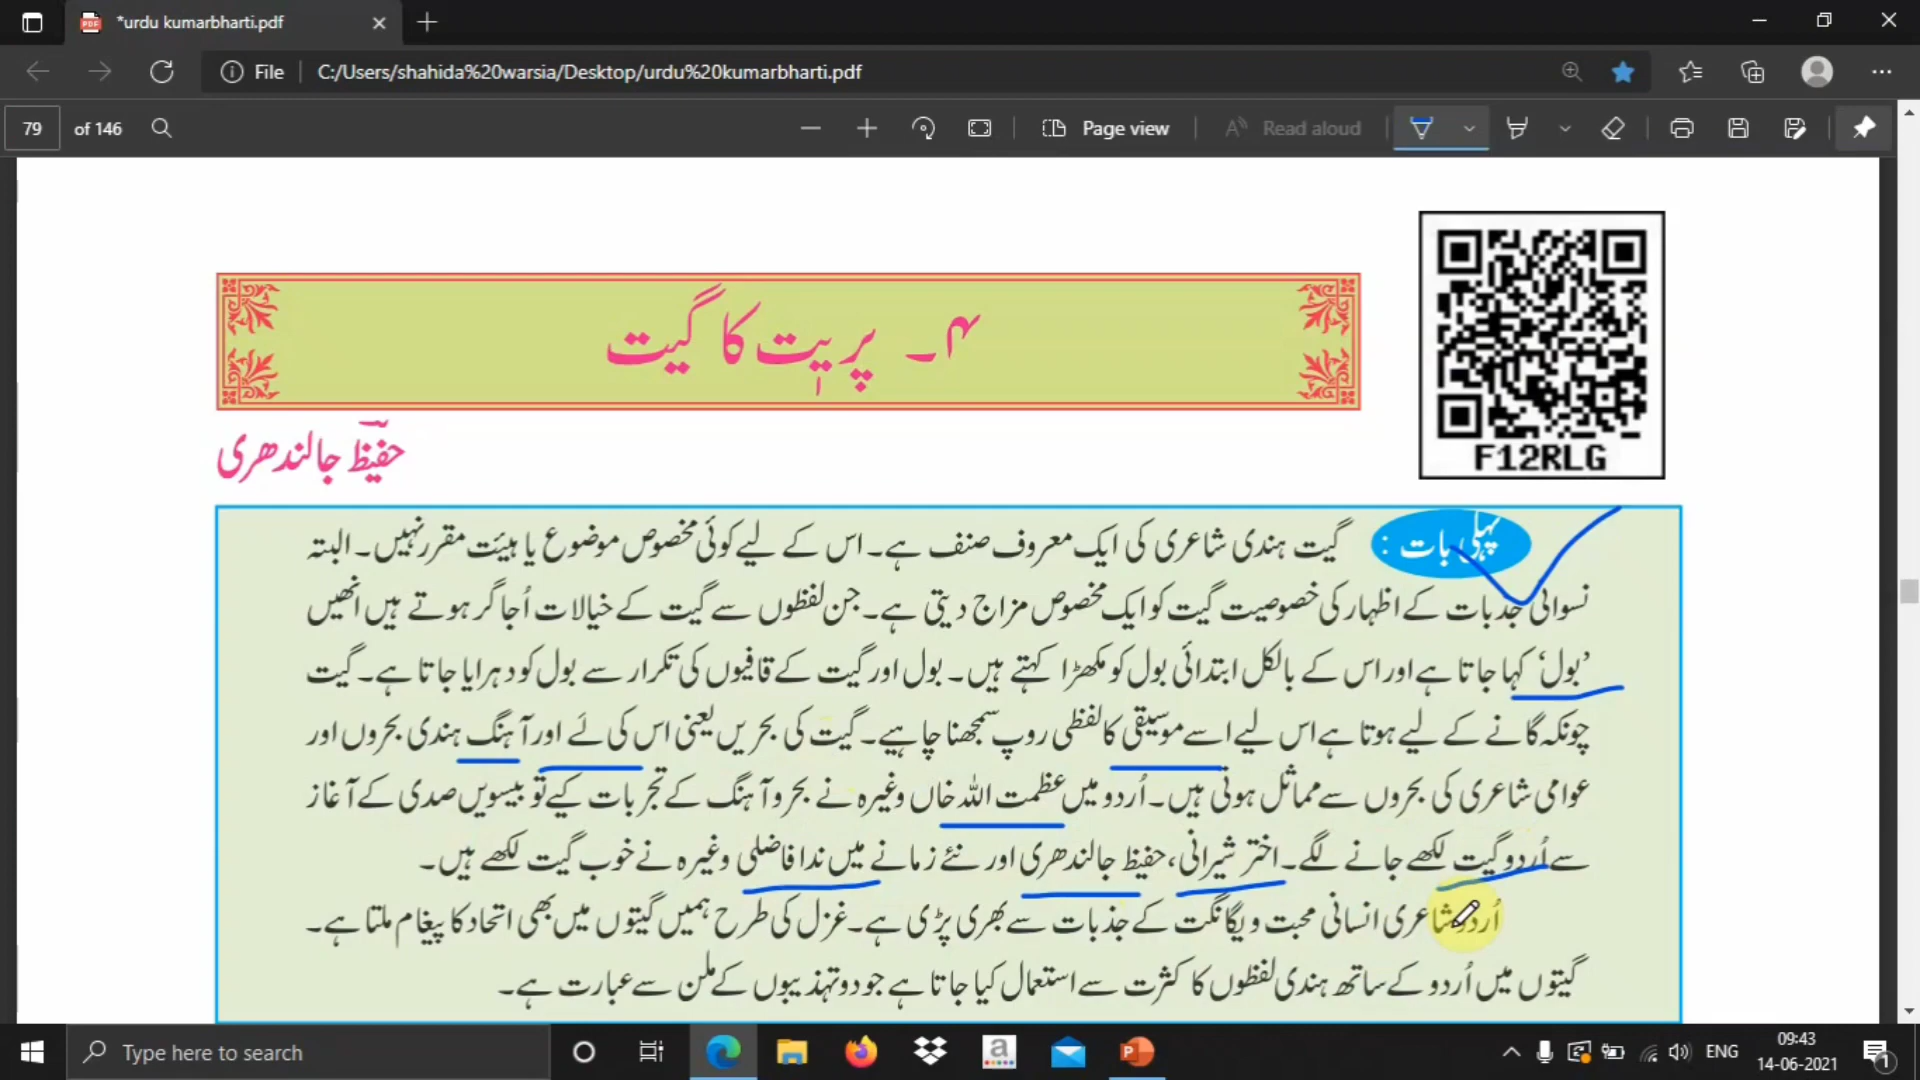 *urdu kumarbharti.pdf
File C:/Users/shahida%20warsia/Desktop/urdu%20kumarbharti.pdf
79 of 146 Page view Read aloud
۴۔ پریت کا گیت
F12RLG
حفیظ جالندھری
پہلی بات : گیت ہندی شاعری کی ایک معروف صنف ہے۔ اس کے لیے کوئی مخصوص موضوع یا ہیئت مقرر نہیں۔ البتہ
نسوانی جذبات کے اظہار کی خصوصیت گیت کو ایک مخصوص مزاج دیتی ہے۔ جن لفظوں سے گیت کے خیالات اُجاگر ہوتے ہیں انھیں
’بول‘ کہا جاتا ہے اور اس کے بالکل ابتدائی بول کو مکھڑا کہتے ہیں۔ بول اور گیت کے قافیوں کی تکرار سے بول کو دہرایا جاتا ہے۔ گیت
چونکہ گانے کے لیے ہوتا ہے اس لیے اسے موسیقی کا لفظی روپ سمجھنا چاہیے۔ گیت کی بحریں یعنی اس کی لَے اور آہنگ ہندی بحروں اور
عوامی شاعری کی بحروں سے مماثل ہوتی ہیں۔ اُردو میں عظمت اللہ خاں وغیرہ نے بحر و آہنگ کے تجربات کیے تو بیسویں صدی کے آغاز
سے اُردو گیت لکھے جانے لگے۔ اختر شیرانی، حفیظ جالندھری اور نئے زمانے میں ندا فاضلی وغیرہ نے خوب گیت لکھے ہیں۔
اُردو شاعری انسانی محبت و یگانگت کے جذبات سے بھری پڑی ہے۔ غزل کی طرح ہمیں گیتوں میں بھی اتحاد کا پیغام ملتا ہے۔
گیتوں میں اُردو کے ساتھ ہندی لفظوں کا کثرت سے استعمال کیا جاتا ہے جو دو تہذیبوں کے ملن سے عبارت ہے۔
Type here to search
ENG
09:43
14-06-2021
1